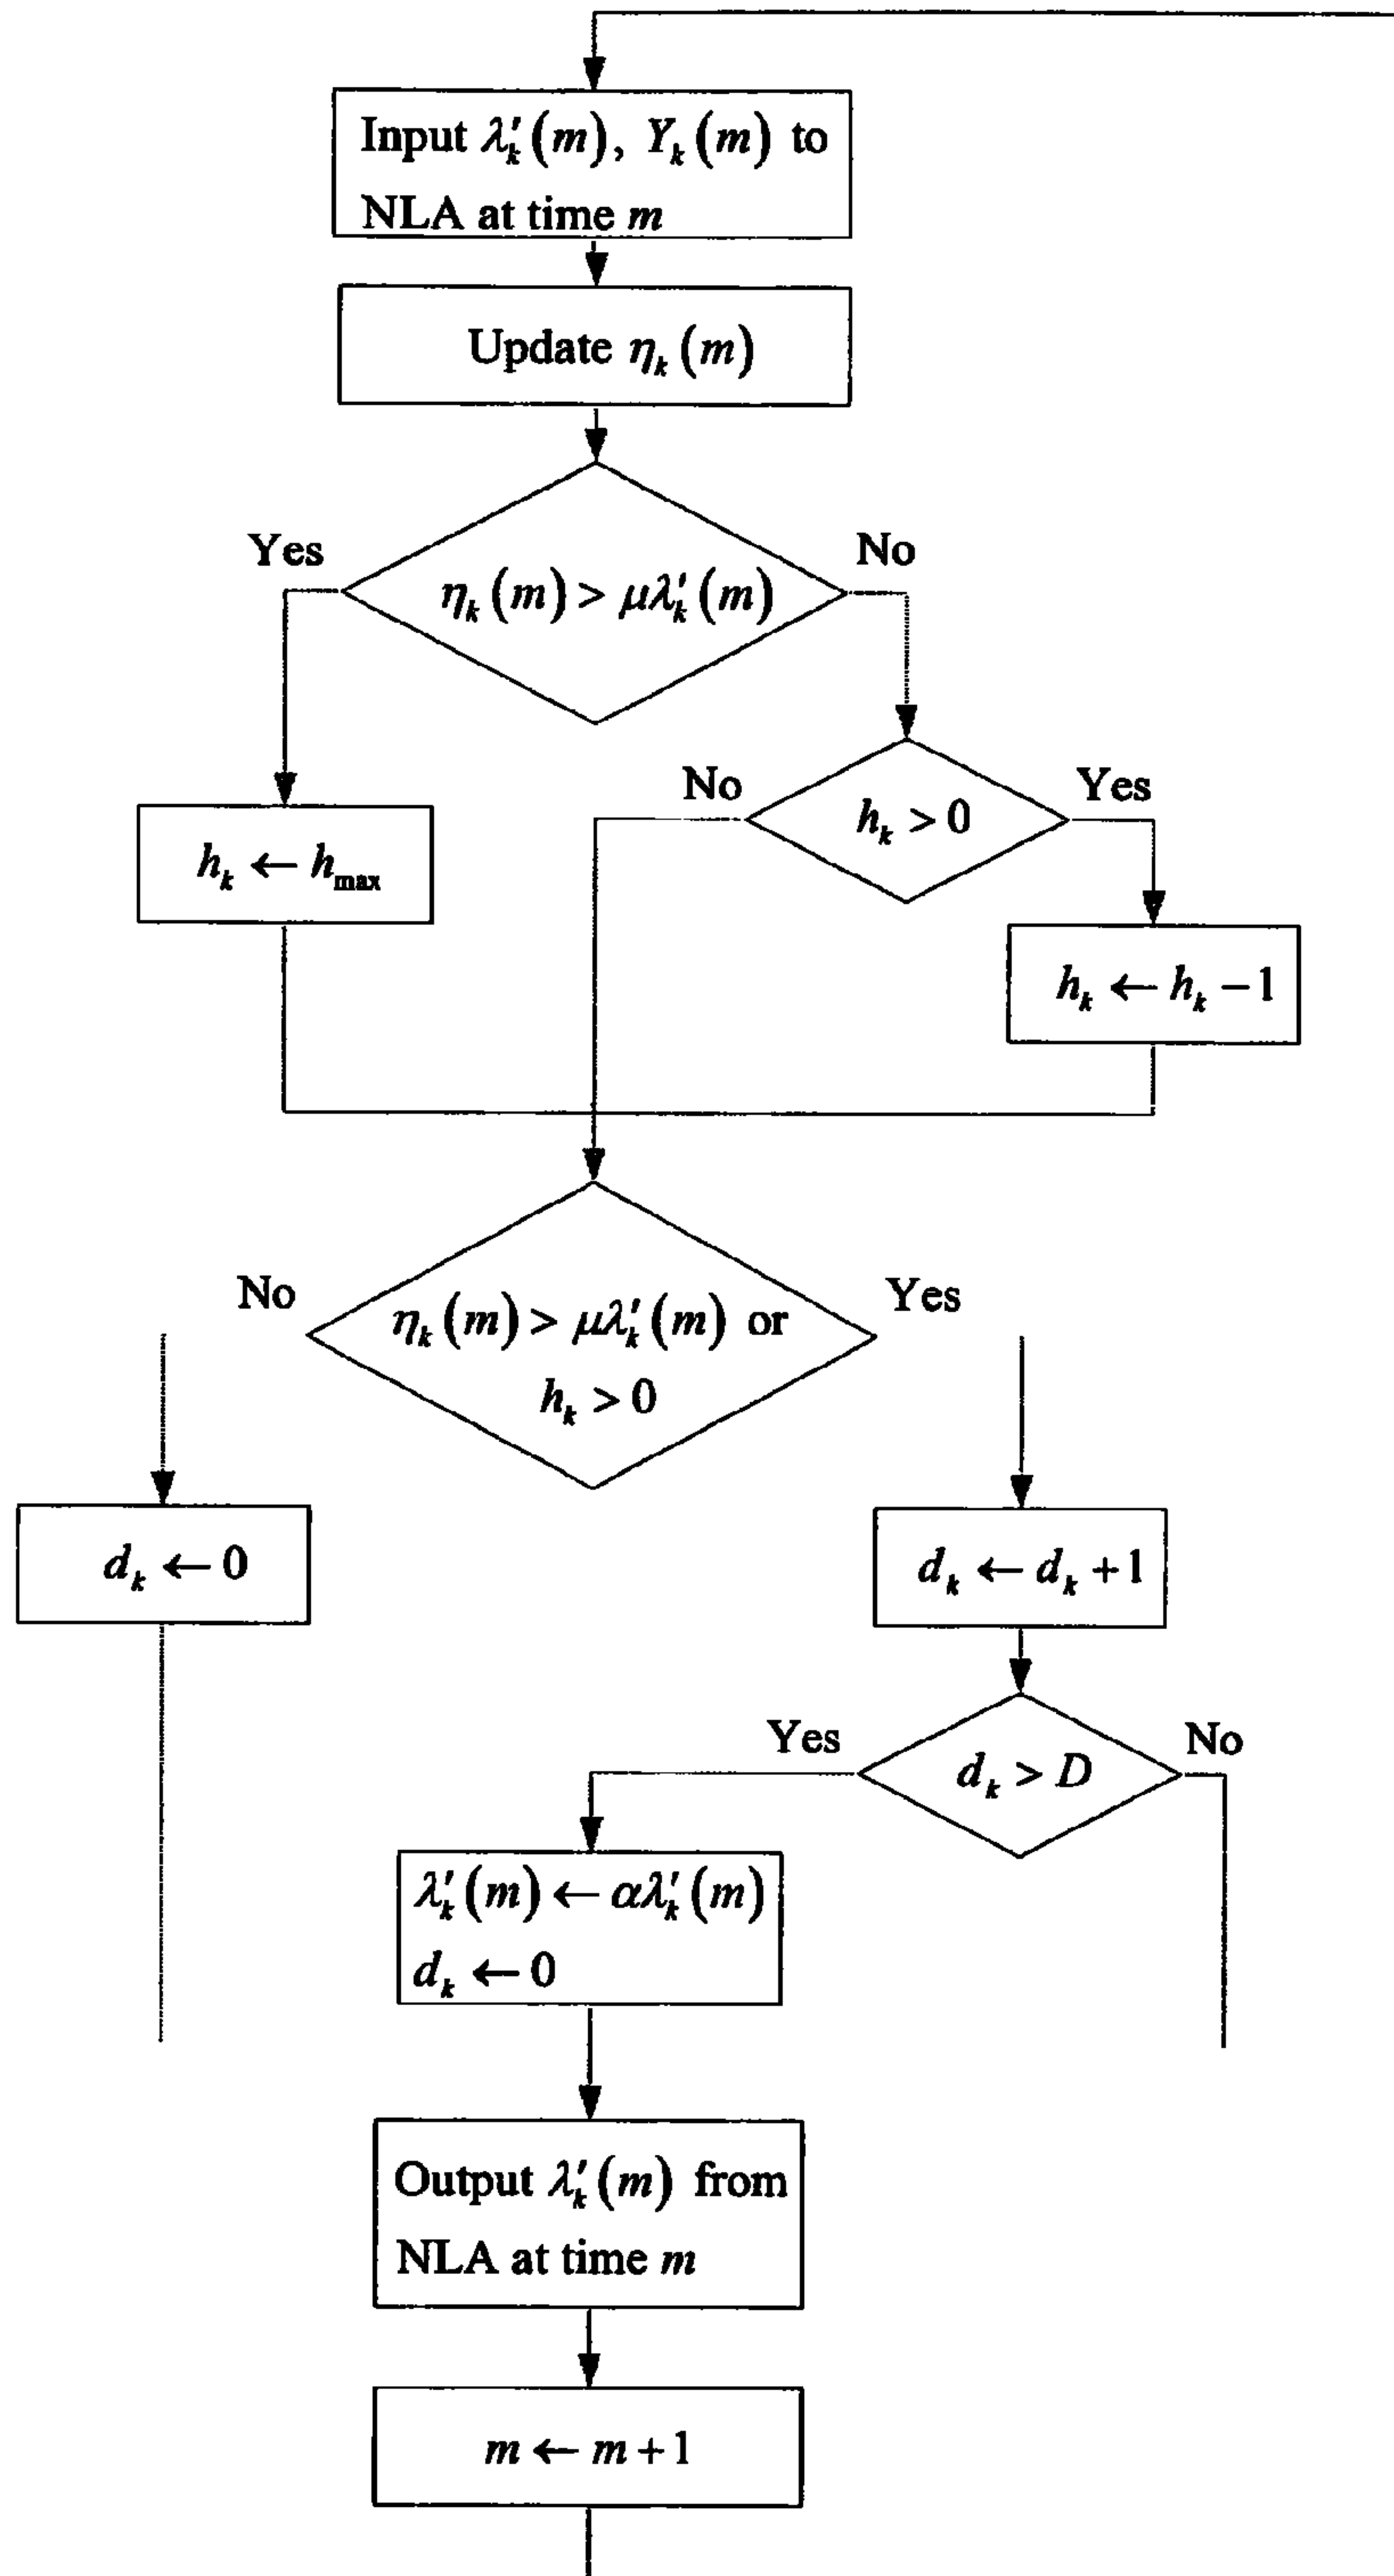 Input λ′ₖ(m), Yₖ(m) to
NLA at time m
Update ηₖ(m)
Yes
No
ηₖ(m) > μλ′ₖ(m)
No
Yes
hₖ > 0
hₖ ← hₘₐₓ
hₖ ← hₖ − 1
No
Yes
ηₖ(m) > μλ′ₖ(m) or
hₖ > 0
dₖ ← 0
dₖ ← dₖ + 1
Yes
No
dₖ > D
λ′ₖ(m) ← αλ′ₖ(m)
dₖ ← 0
Output λ′ₖ(m) from
NLA at time m
m ← m + 1